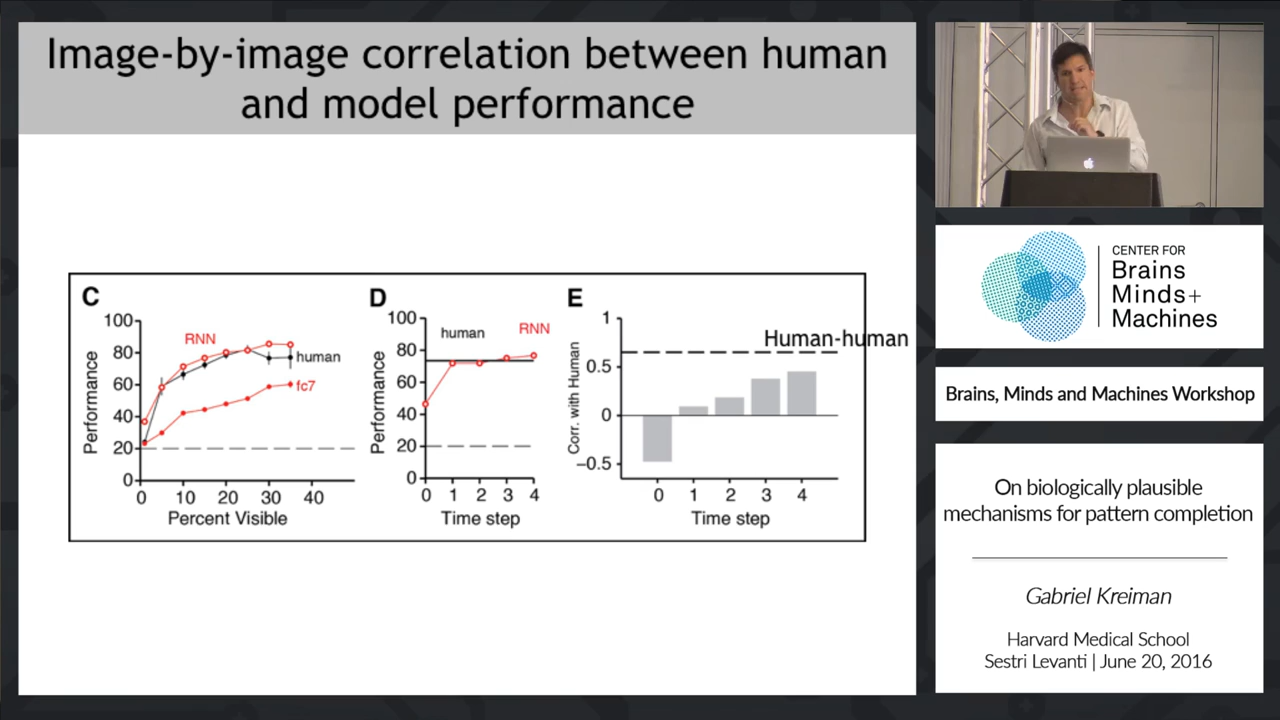 Image-by-image correlation between human
and model performance
C
100
80
60
40
20
0
Performance
RNN
human
fc7
0 10 20 30 40
Percent Visible
D
100
80
60
40
20
0
Performance
human
RNN
0 1 2 3 4
Time step
E
1
0.5
0
−0.5
Corr. with Human
Human-human
0 1 2 3 4
Time step
CENTER FOR
Brains
Minds+
Machines
Brains, Minds and Machines Workshop
On biologically plausible
mechanisms for pattern completion
Gabriel Kreiman
Harvard Medical School
Sestri Levanti | June 20, 2016